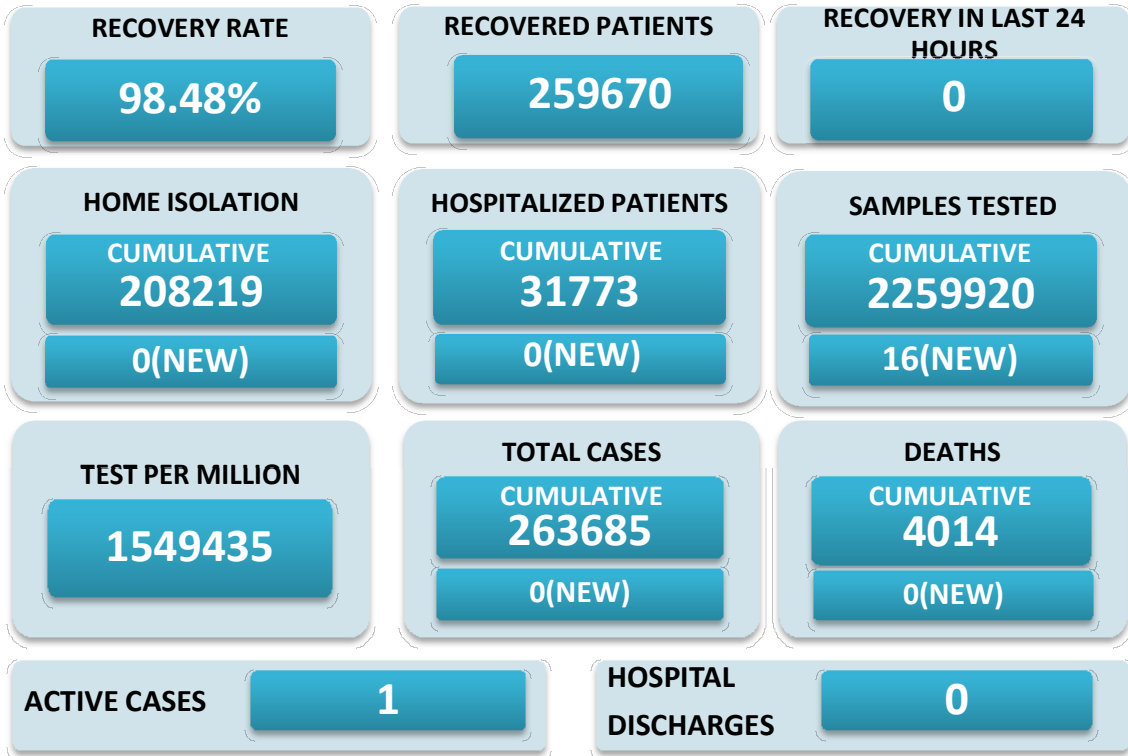 RECOVERY RATE
98.48%
RECOVERED PATIENTS
259670
RECOVERY IN LAST 24
HOURS
0
HOME ISOLATION
CUMULATIVE
208219
0(NEW)
HOSPITALIZED PATIENTS
CUMULATIVE
31773
0(NEW)
SAMPLES TESTED
CUMULATIVE
2259920
16(NEW)
TEST PER MILLION
1549435
TOTAL CASES
CUMULATIVE
263685
0(NEW)
DEATHS
CUMULATIVE
4014
0(NEW)
ACTIVE CASES
1
HOSPITAL
DISCHARGES
0